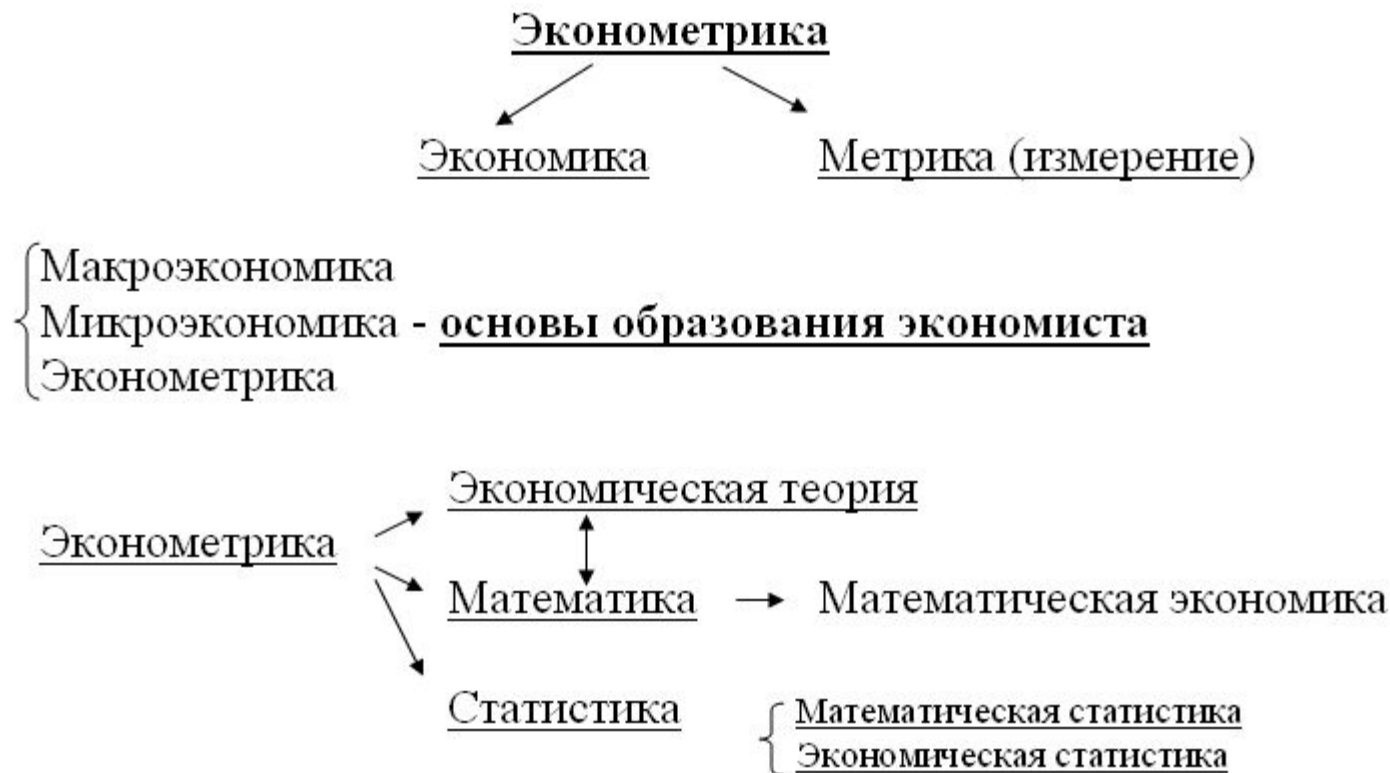 Эконометрика
Экономика Метрика (измерение)
Макроэкономика
Микроэкономика - основы образования экономиста
Эконометрика
Экономическая теория
Эконометрика
Математика Математическая экономика
Статистика Математическая статистика
Экономическая статистика